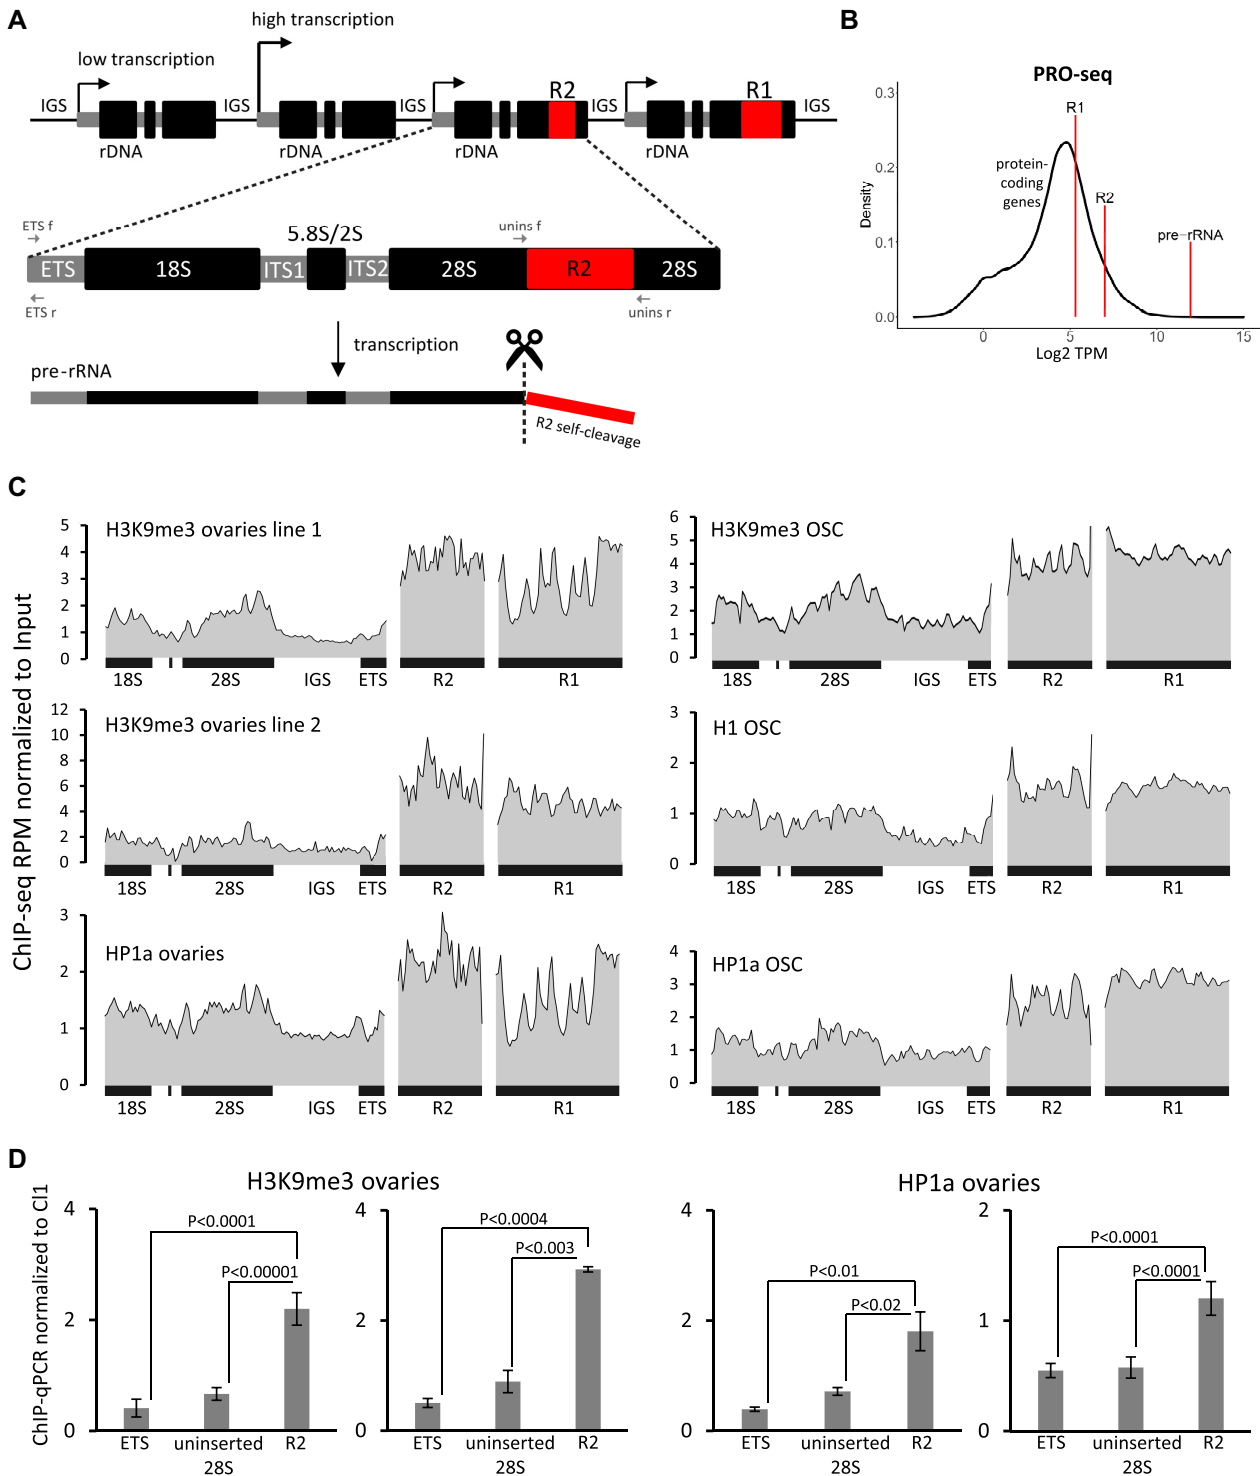 A
high transcription
low transcription
IGS
IGS
IGS
R2
IGS
R1
IGS
rDNA
rDNA
rDNA
rDNA
ETS f
unins f
5.8S/2S
ETS
18S
ITS1
ITS2
28S
R2
28S
ETS r
unins r
transcription
pre-rRNA
R2 self-cleavage
B
PRO-seq
0.3
0.2
0.1
0.0
Density
R1
protein-
coding
genes
R2
pre-rRNA
0
5
10
15
Log2 TPM
C
ChIP-seq RPM normalized to Input
H3K9me3 ovaries line 1
5
4
3
2
1
0
18S
28S
IGS
ETS
R2
R1
H3K9me3 OSC
6
5
4
3
2
1
0
18S
28S
IGS
ETS
R2
R1
H3K9me3 ovaries line 2
12
10
8
6
4
2
0
18S
28S
IGS
ETS
R2
R1
H1 OSC
3
2
1
0
18S
28S
IGS
ETS
R2
R1
HP1a ovaries
3
2
1
0
18S
28S
IGS
ETS
R2
R1
HP1a OSC
4
3
2
1
0
18S
28S
IGS
ETS
R2
R1
D
ChIP-qPCR normalized to Cl1
H3K9me3 ovaries
4
2
0
P<0.0001
P<0.00001
ETS
uninserted
28S
R2
4
2
0
P<0.0004
P<0.003
ETS
uninserted
28S
R2
HP1a ovaries
4
2
0
P<0.01
P<0.02
ETS
uninserted
28S
R2
2
1
0
P<0.0001
P<0.0001
ETS
uninserted
28S
R2